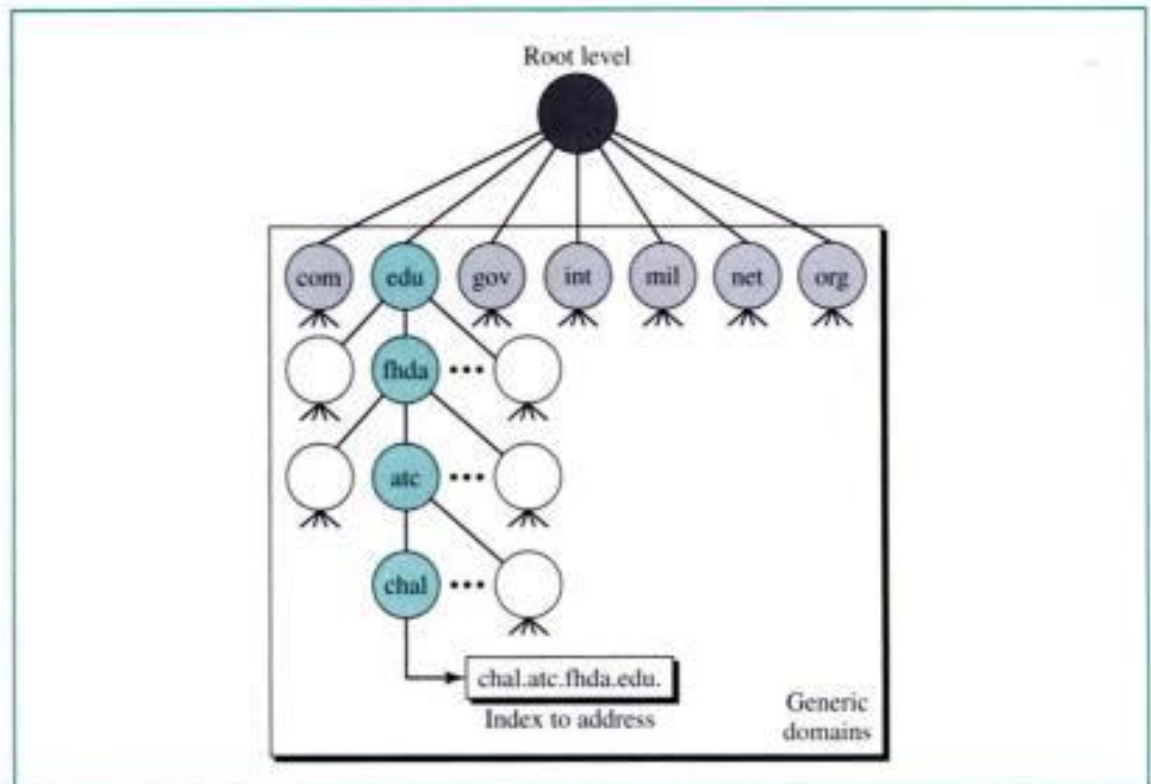 Root level
com edu gov int mil net org
fhda •••
atc •••
chal •••
chal.atc.fhda.edu.
Index to address
Generic
domains